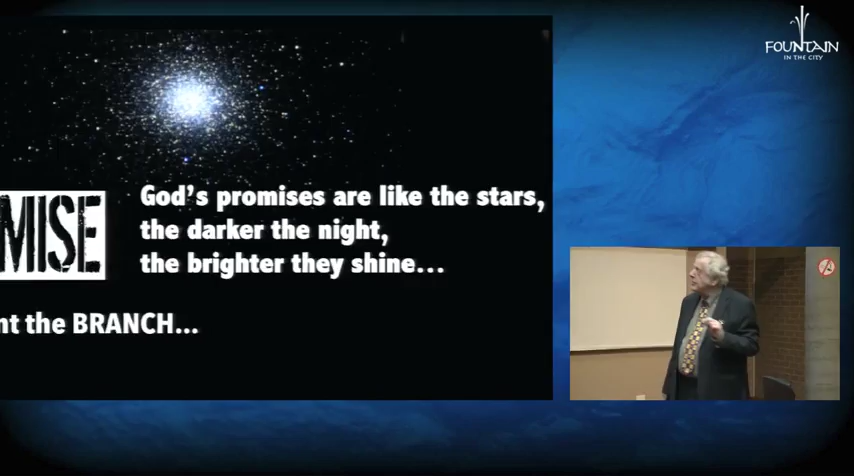 FOUNTAIN
IN THE CITY
MISE
God's promises are like the stars,
the darker the night,
the brighter they shine...
nt the BRANCH...